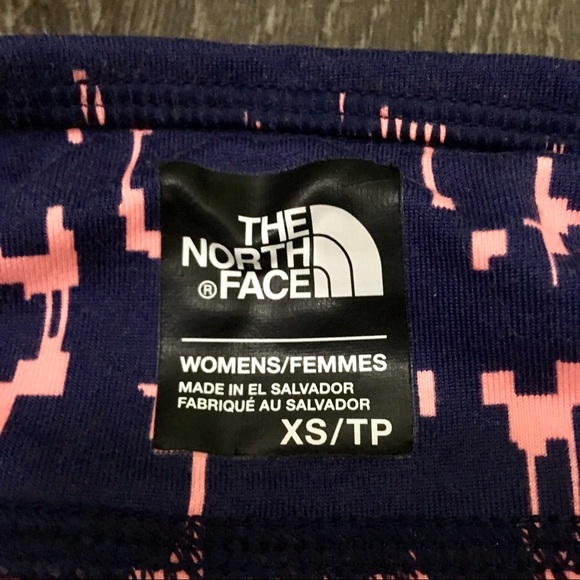 THE
NORTH
® FACE
WOMENS/FEMMES
MADE IN EL SALVADOR
FABRIQUÉ AU SALVADOR
XS/TP